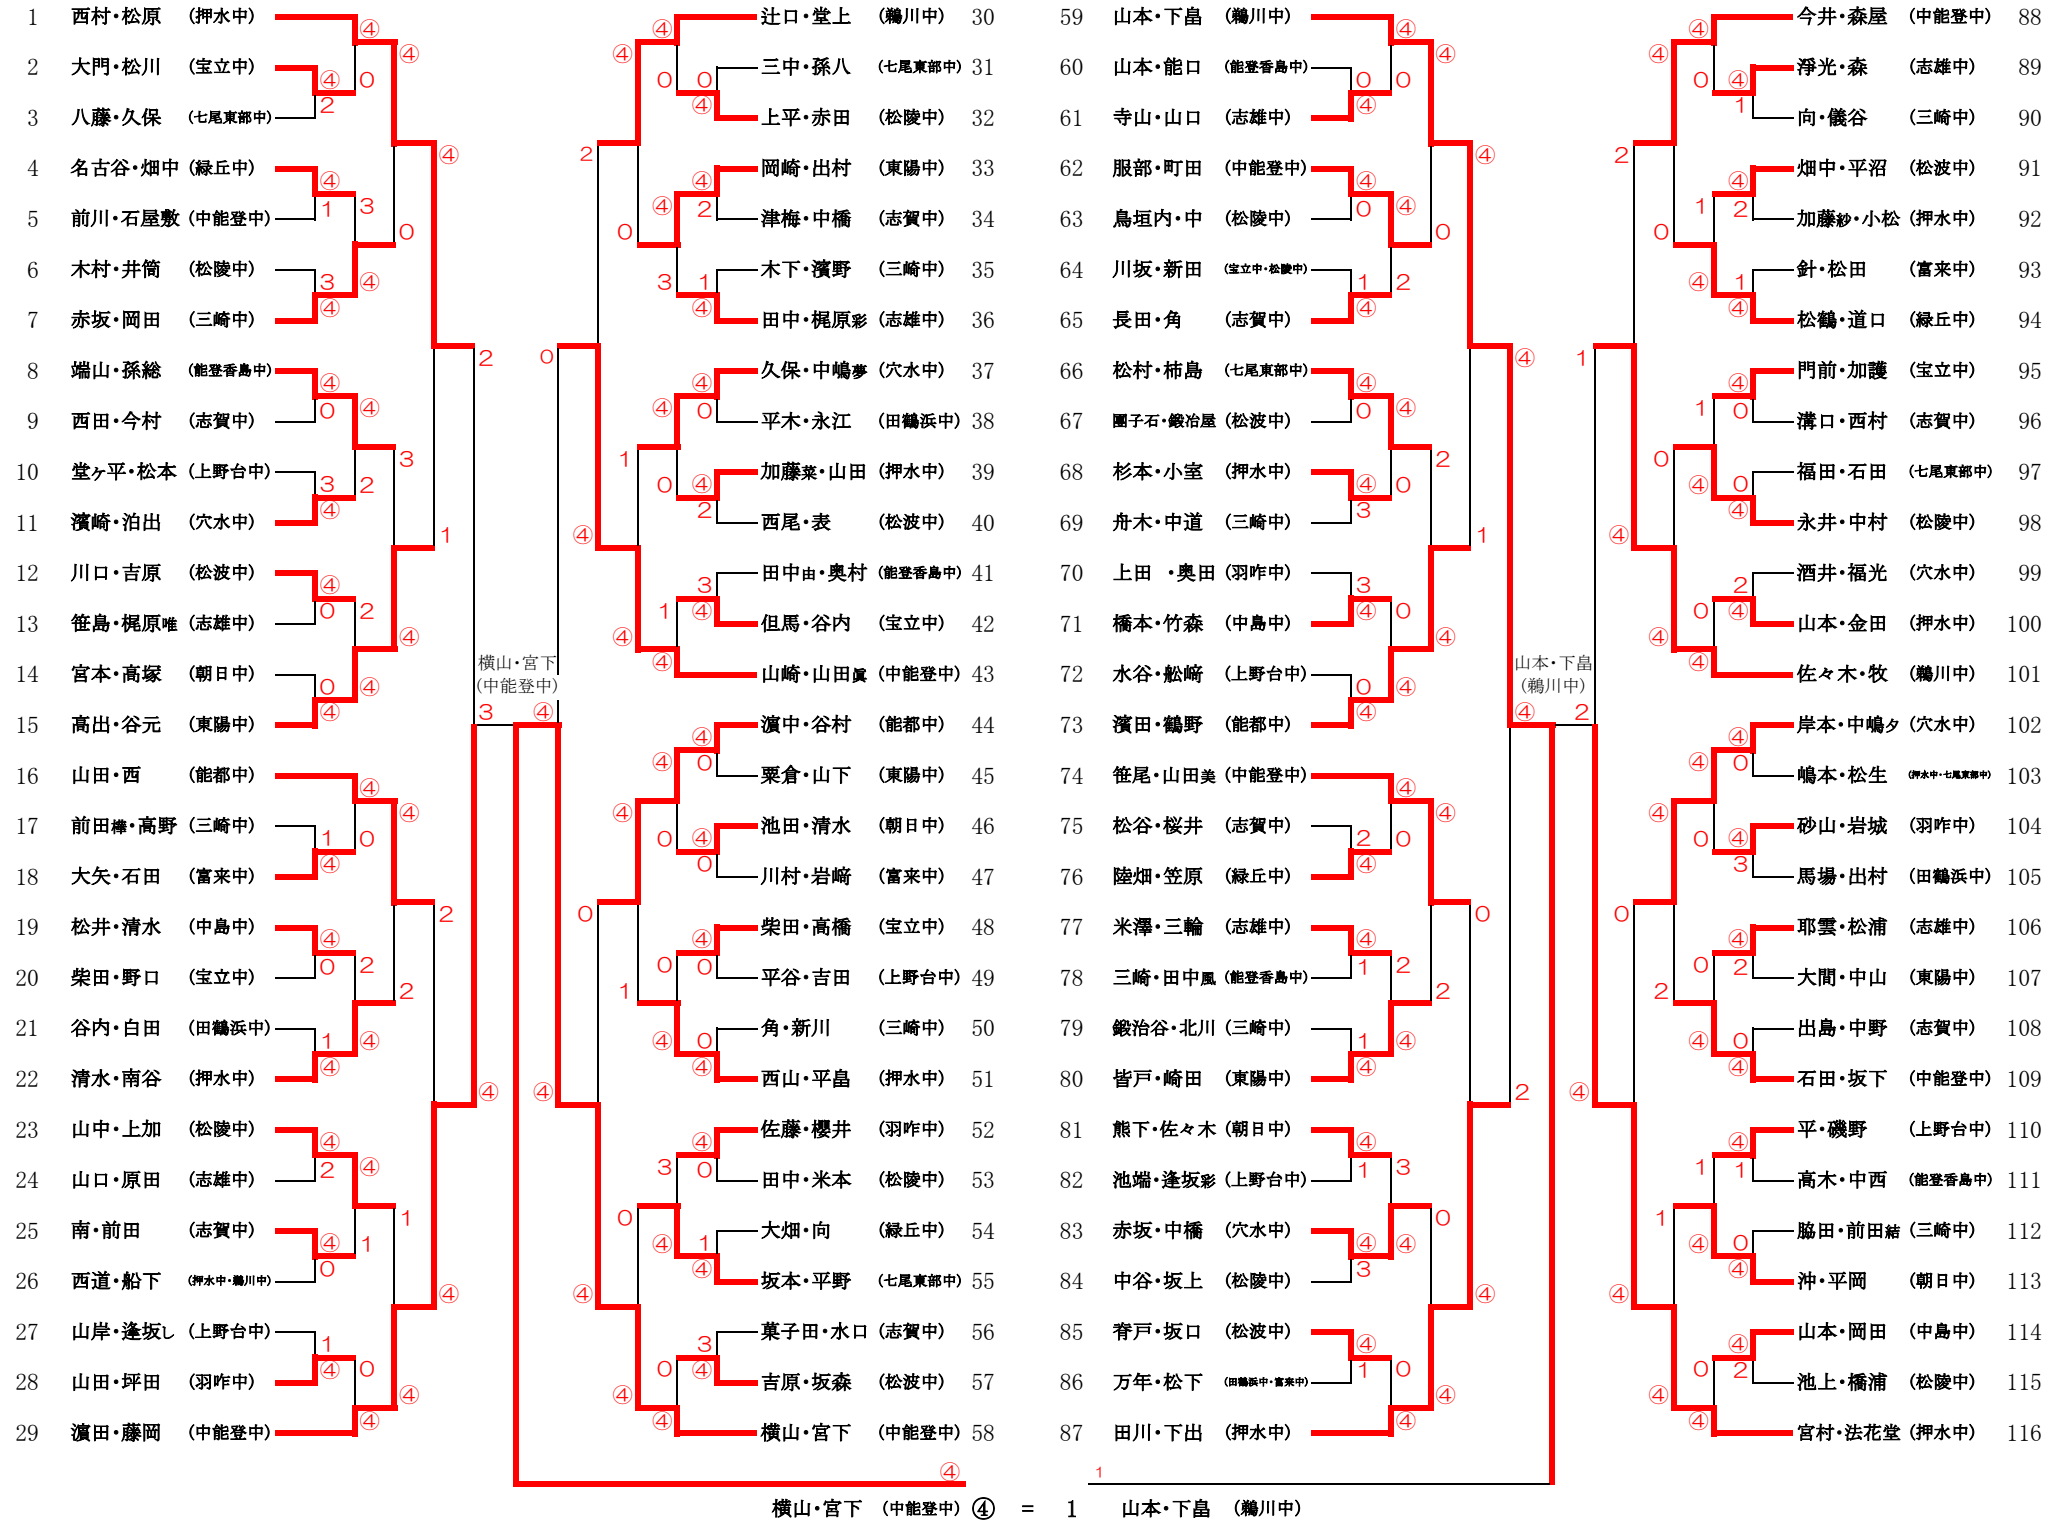 1 西村・松原 (押水中)
2 大門・松川 (宝立中)
3 八藤・久保 (七尾東部中)
4 名古谷・畑中 (緑丘中)
5 前川・石屋敷 (中能登中)
6 木村・井筒 (松陵中)
7 赤坂・岡田 (三崎中)
8 端山・孫総 (能登香島中)
9 西田・今村 (志賀中)
10 堂ヶ平・松本 (上野台中)
11 濱崎・泊出 (穴水中)
12 川口・吉原 (松波中)
13 笹島・梶原唯 (志雄中)
14 宮本・高塚 (朝日中)
15 高出・谷元 (東陽中)
16 山田・西 (能都中)
17 前田樺・高野 (三崎中)
18 大矢・石田 (富来中)
19 松井・清水 (中島中)
20 柴田・野口 (宝立中)
21 谷内・白田 (田鶴浜中)
22 清水・南谷 (押水中)
23 山中・上加 (松陵中)
24 山口・原田 (志雄中)
25 南・前田 (志賀中)
26 西道・船下 (押水中・鵜川中)
27 山岸・逢坂し (上野台中)
28 山田・坪田 (羽咋中)
29 濵田・藤岡 (中能登中)
辻口・堂上 (鵜川中) 30
三中・孫八 (七尾東部中) 31
上平・赤田 (松陵中) 32
岡崎・出村 (東陽中) 33
津梅・中橋 (志賀中) 34
木下・濱野 (三崎中) 35
田中・梶原彩 (志雄中) 36
久保・中嶋夢 (穴水中) 37
平木・永江 (田鶴浜中) 38
加藤菜・山田 (押水中) 39
西尾・表 (松波中) 40
田中由・奥村 (能登香島中) 41
但馬・谷内 (宝立中) 42
山崎・山田眞 (中能登中) 43
濵中・谷村 (能都中) 44
粟倉・山下 (東陽中) 45
池田・清水 (朝日中) 46
川村・岩﨑 (富来中) 47
柴田・高橋 (宝立中) 48
平谷・吉田 (上野台中) 49
角・新川 (三崎中) 50
西山・平畠 (押水中) 51
佐藤・櫻井 (羽咋中) 52
田中・米本 (松陵中) 53
大畑・向 (緑丘中) 54
坂本・平野 (七尾東部中) 55
菓子田・水口 (志賀中) 56
吉原・坂森 (松波中) 57
横山・宮下 (中能登中) 58
横山・宮下
(中能登中)
59 山本・下畠 (鵜川中)
60 山本・能口 (能登香島中)
61 寺山・山口 (志雄中)
62 服部・町田 (中能登中)
63 鳥垣内・中 (松陵中)
64 川坂・新田 (宝立中・松陵中)
65 長田・角 (志賀中)
66 松村・柿島 (七尾東部中)
67 團子石・鍛冶屋 (松波中)
68 杉本・小室 (押水中)
69 舟木・中道 (三崎中)
70 上田 ・奥田 (羽咋中)
71 橋本・竹森 (中島中)
72 水谷・舩﨑 (上野台中)
73 濱田・鶴野 (能都中)
74 笹尾・山田美 (中能登中)
75 松谷・桜井 (志賀中)
76 陸畑・笠原 (緑丘中)
77 米澤・三輪 (志雄中)
78 三崎・田中風 (能登香島中)
79 鍛治谷・北川 (三崎中)
80 皆戸・崎田 (東陽中)
81 熊下・佐々木 (朝日中)
82 池端・逢坂彩 (上野台中)
83 赤坂・中橋 (穴水中)
84 中谷・坂上 (松陵中)
85 脊戸・坂口 (松波中)
86 万年・松下 (田鶴浜中・富来中)
87 田川・下出 (押水中)
山本・下畠
(鵜川中)
今井・森屋 (中能登中) 88
淨光・森 (志雄中) 89
向・儀谷 (三崎中) 90
畑中・平沼 (松波中) 91
加藤紗・小松 (押水中) 92
針・松田 (富来中) 93
松鶴・道口 (緑丘中) 94
門前・加護 (宝立中) 95
溝口・西村 (志賀中) 96
福田・石田 (七尾東部中) 97
永井・中村 (松陵中) 98
酒井・福光 (穴水中) 99
山本・金田 (押水中) 100
佐々木・牧 (鵜川中) 101
岸本・中嶋夕 (穴水中) 102
嶋本・松生 (押水中・七尾東部中) 103
砂山・岩城 (羽咋中) 104
馬場・出村 (田鶴浜中) 105
耶雲・松浦 (志雄中) 106
大間・中山 (東陽中) 107
出島・中野 (志賀中) 108
石田・坂下 (中能登中) 109
平・磯野 (上野台中) 110
高木・中西 (能登香島中) 111
脇田・前田結 (三崎中) 112
沖・平岡 (朝日中) 113
山本・岡田 (中島中) 114
池上・橋浦 (松陵中) 115
宮村・法花堂 (押水中) 116
④ 1
横山・宮下 (中能登中) ④ = 1 山本・下畠 (鵜川中)